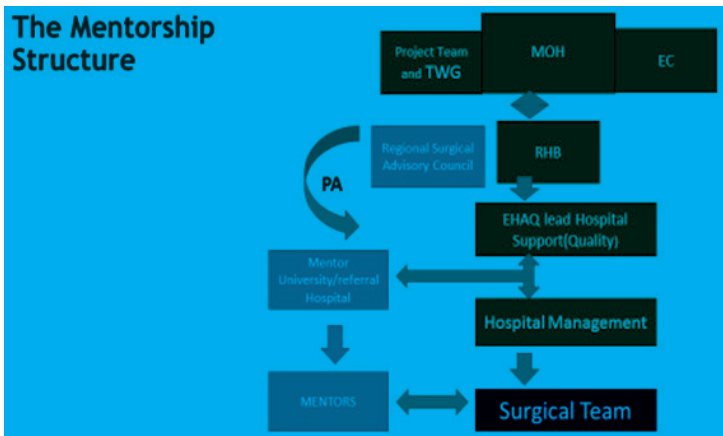 The Mentorship
Structure
Project Team
and TWG
MOH
EC
Regional Surgical
Advisory Council
RHB
PA
EHAQ lead Hospital
Support(Quality)
Mentor
University/referral
Hospital
Hospital Management
MENTORS
Surgical Team